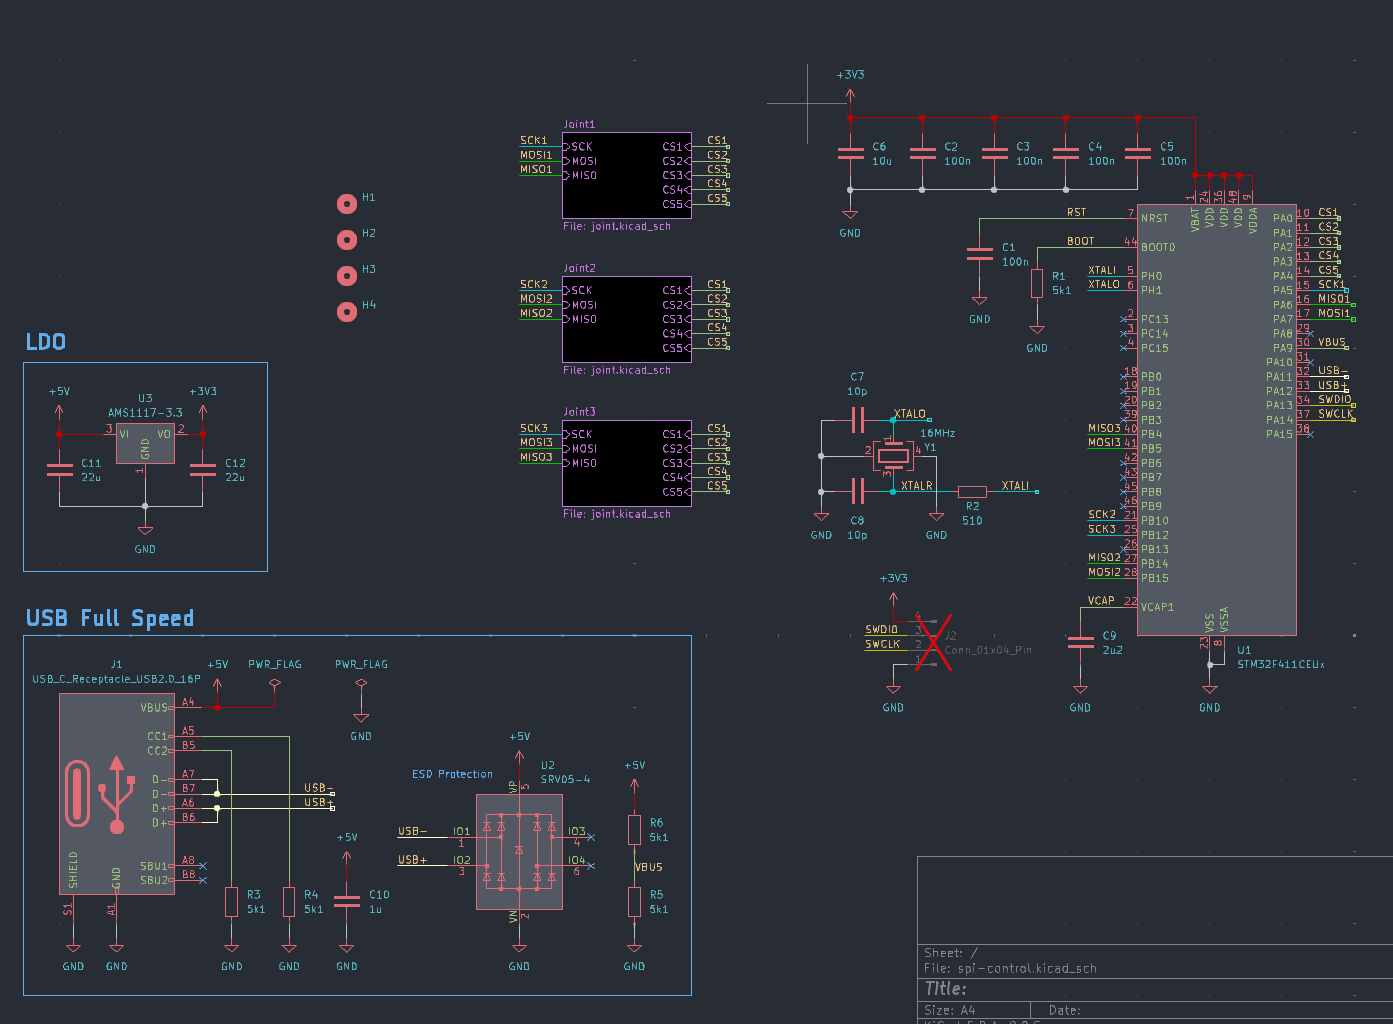 +3V3
Joint1
SCK1
MOSI1
MISO1
SCK
MOSI
MISO
CS1
CS2
CS3
CS4
CS5
CS1
CS2
CS3
CS4
CS5
File: joint.kicad_sch
Joint2
SCK2
MOSI2
MISO2
SCK
MOSI
MISO
CS1
CS2
CS3
CS4
CS5
CS1
CS2
CS3
CS4
CS5
File: joint.kicad_sch
Joint3
SCK3
MOSI3
MISO3
SCK
MOSI
MISO
CS1
CS2
CS3
CS4
CS5
CS1
CS2
CS3
CS4
CS5
File: joint.kicad_sch
H1
H2
H3
H4
C6
10u
C2
100n
C3
100n
C4
100n
C5
100n
GND
RST
C1
100n
GND
BOOT
R1
5k1
GND
XTALI
XTALO
1
24
36
48
9
VBAT
VDD
VDD
VDD
VDDA
7 NRST
44 BOOT0
5 PH0
6 PH1
2 PC13
3 PC14
4 PC15
18 PB0
19 PB1
20 PB2
39 PB3
MISO3 40 PB4
MOSI3 41 PB5
42 PB6
43 PB7
45 PB8
46 PB9
SCK2 21 PB10
SCK3 25 PB12
26 PB13
MISO2 27 PB14
MOSI2 28 PB15
VCAP 22 VCAP1
PA0 10 CS1
PA1 11 CS2
PA2 12 CS3
PA3 13 CS4
PA4 14 CS5
PA5 15 SCK1
PA6 16 MISO1
PA7 17 MOSI1
PA8 29
PA9 30 VBUS
PA10 31
PA11 32 USB-
PA12 33 USB+
PA13 34 SWDIO
PA14 37 SWCLK
PA15 38
VSS
VSSA
23
8
U1
STM32F411CEUx
GND
C9
2u2
GND
C7
10p
XTALO
16MHz
Y1
1
2
3
4
XTALR
R2
510
XTALI
C8
10p
GND
GND
+3V3
SWDIO
SWCLK
4
3
2
1
J2
Conn_01x04_Pin
GND
LDO
+5V
U3
AMS1117-3.3
+3V3
3 VI
VO 2
GND
1
C11
22u
C12
22u
GND
USB Full Speed
J1
USB_C_Receptacle_USB2.0_16P
+5V
PWR_FLAG
PWR_FLAG
GND
VBUS A4
CC1 A5
CC2 B5
D- A7
D- B7
D+ A6
D+ B6
SBU1 A8
SBU2 B8
SHIELD
GND
S1
A1
GND
GND
USB-
USB+
R3
5k1
GND
R4
5k1
GND
+5V
C10
1u
GND
ESD Protection
+5V
U2
SRV05-4
VP
5
USB- IO1
1
USB+ IO2
3
IO3
4
IO4
6
VN
2
GND
+5V
R6
5k1
VBUS
R5
5k1
GND
Sheet: /
File: spi-control.kicad_sch
Title:
Size: A4
Date: